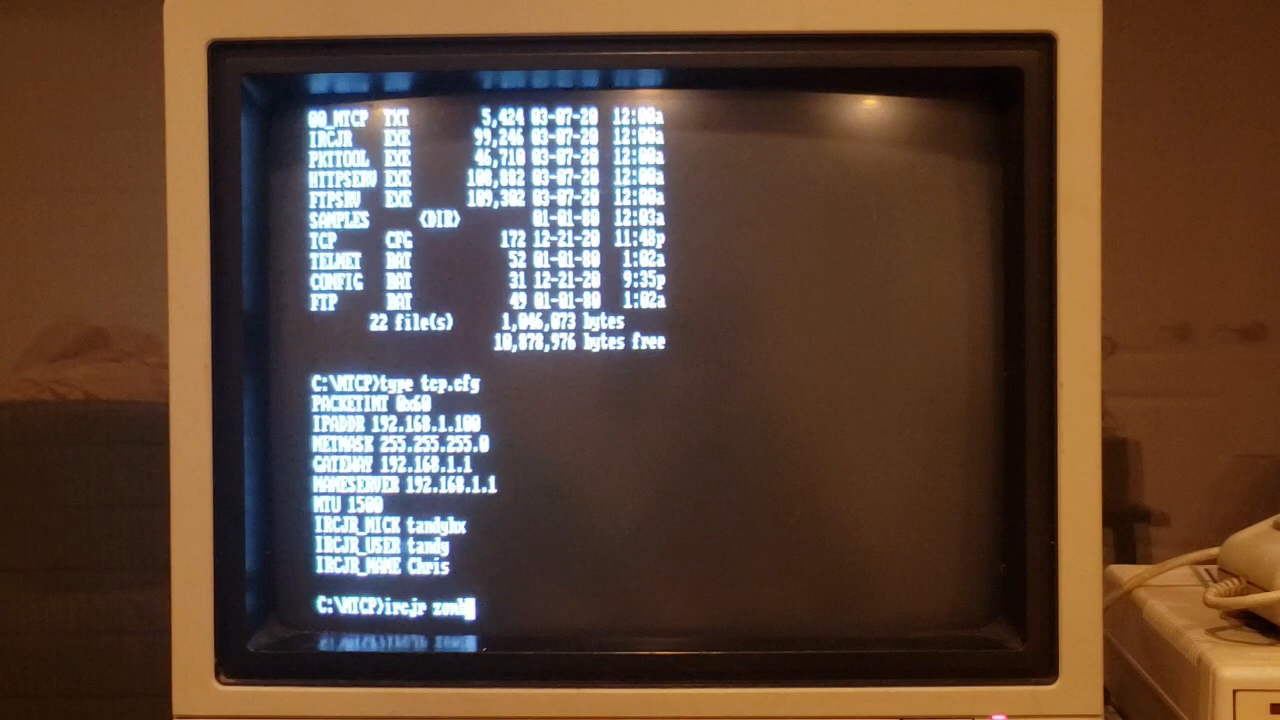 00_MTCP TXT 5,424 03-07-20 12:00a
IRCJR EXE 99,246 03-07-20 12:00a
PKTTOOL EXE 46,710 03-07-20 12:00a
HTTPSERV EXE 108,882 03-07-20 12:00a
FTPSRV EXE 109,302 03-07-20 12:00a
SAMPLES <DIR> 01-01-80 12:03a
TCP CFG 172 12-21-20 11:48p
TELNET BAT 52 01-01-80 1:02a
CONFIG BAT 31 12-21-20 9:35p
FTP BAT 49 01-01-80 1:02a
22 file(s) 1,046,073 bytes
10,878,976 bytes free
C:\MTCP>type tcp.cfg
PACKETINT 0x60
IPADDR 192.168.1.100
NETMASK 255.255.255.0
GATEWAY 192.168.1.1
NAMESERVER 192.168.1.1
MTU 1500
IRCJR_NICK tandyhx
IRCJR_USER tandy
IRCJR_NAME Chris
C:\MTCP>ircjr zomb